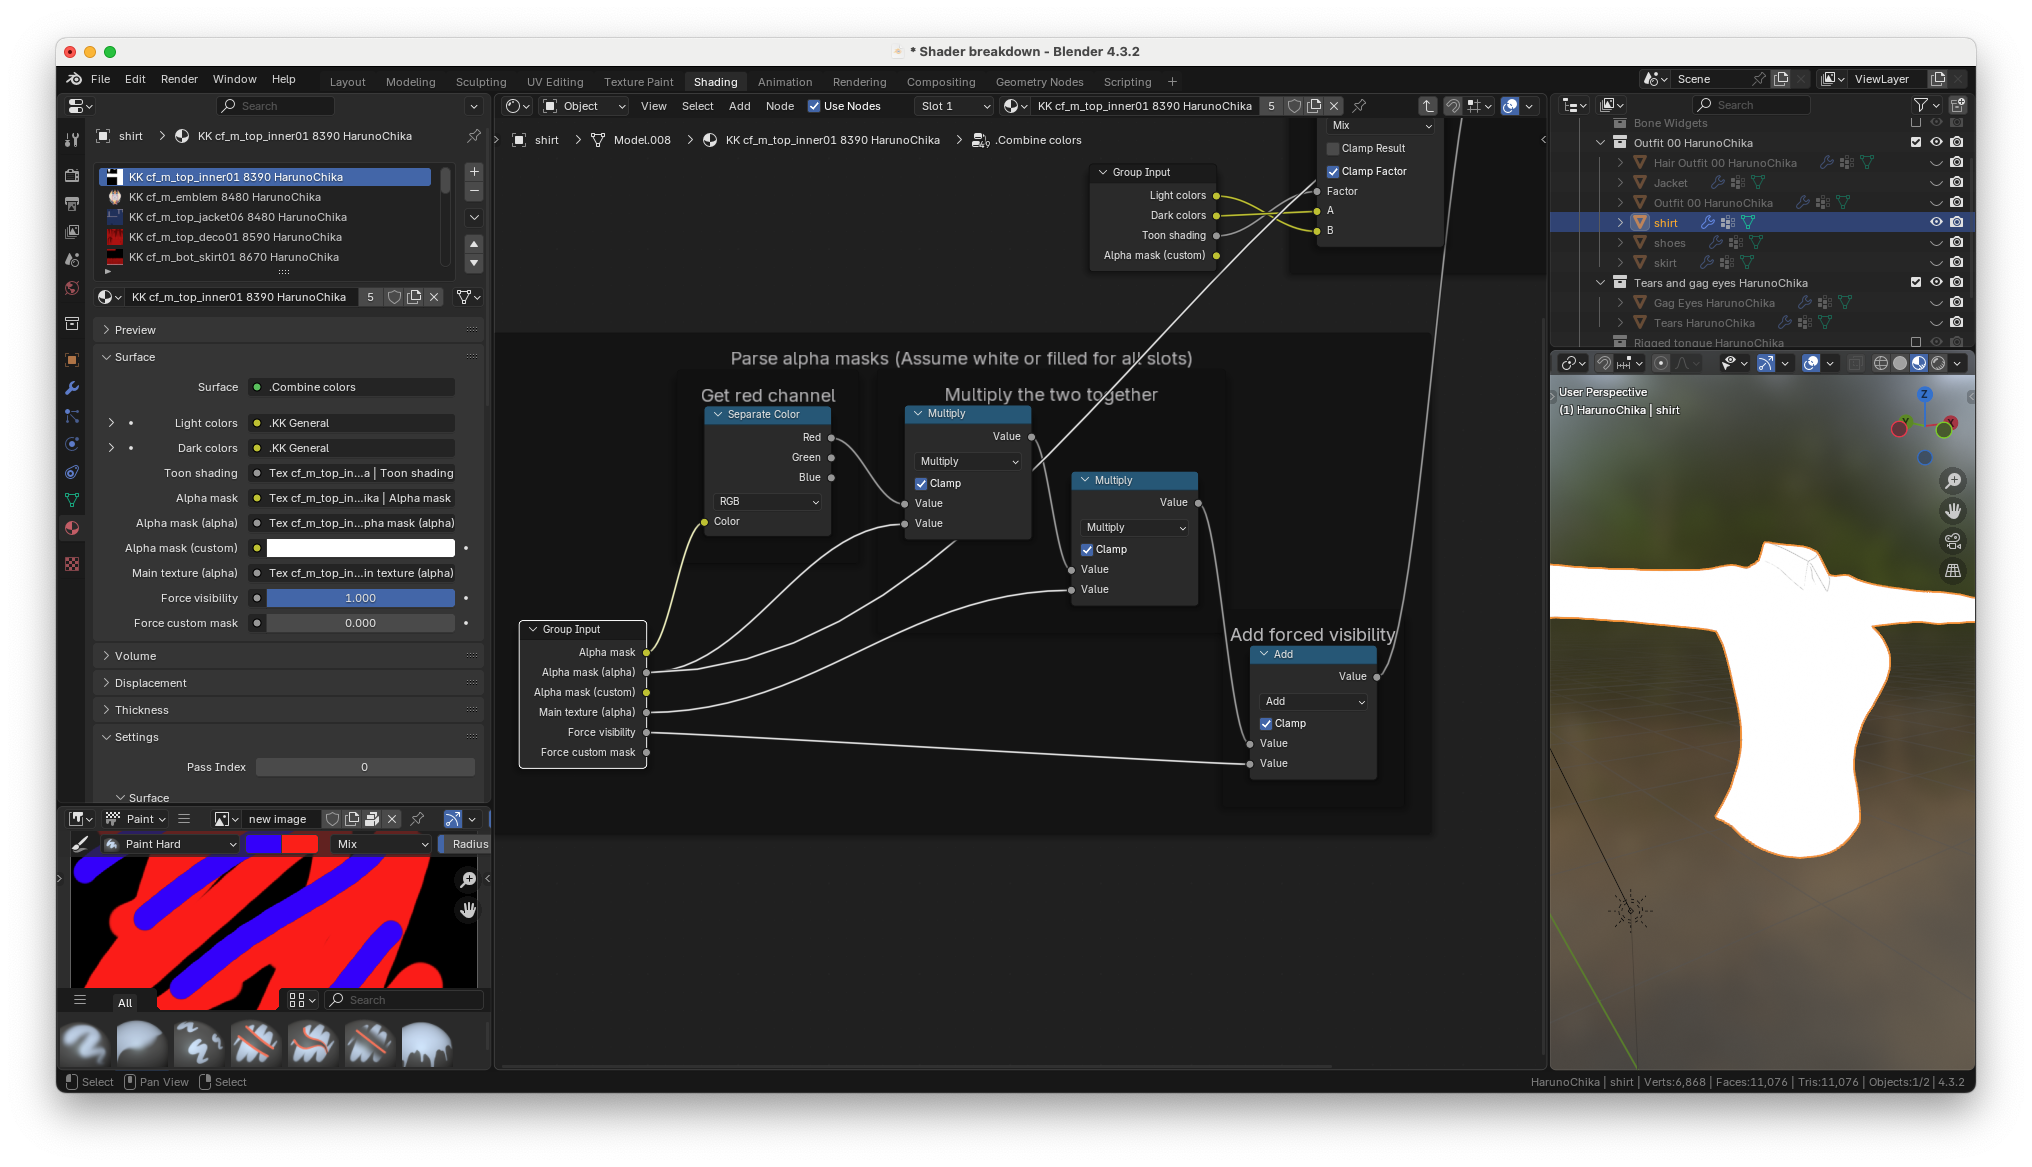 * Shader breakdown - Blender 4.3.2
File Edit Render Window Help
Layout Modeling Sculpting UV Editing Texture Paint Shading Animation Rendering Compositing Geometry Nodes Scripting +
Scene
ViewLayer
Search
Object View Select Add Node Use Nodes Slot 1 KK cf_m_top_inner01 8390 HarunoChika 5
Search
shirt > KK cf_m_top_inner01 8390 HarunoChika
shirt > Model.008 > KK cf_m_top_inner01 8390 HarunoChika > .Combine colors
KK cf_m_top_inner01 8390 HarunoChika
KK cf_m_emblem 8480 HarunoChika
KK cf_m_top_jacket06 8480 HarunoChika
KK cf_m_top_deco01 8590 HarunoChika
KK cf_m_bot_skirt01 8670 HarunoChika
KK cf_m_top_inner01 8390 HarunoChika 5
Preview
Surface
Surface .Combine colors
Light colors .KK General
Dark colors .KK General
Toon shading Tex cf_m_top_in...a | Toon shading
Alpha mask Tex cf_m_top_in...ika | Alpha mask
Alpha mask (alpha) Tex cf_m_top_in...pha mask (alpha)
Alpha mask (custom)
Main texture (alpha) Tex cf_m_top_in...in texture (alpha)
Force visibility 1.000
Force custom mask 0.000
Volume
Displacement
Thickness
Settings
Pass Index 0
Surface
Paint new image
Paint Hard Mix Radius
All Search
Group Input
Light colors
Dark colors
Toon shading
Alpha mask (custom)
Mix
Clamp Result
Clamp Factor
Factor
A
B
Parse alpha masks (Assume white or filled for all slots)
Get red channel
Separate Color
Red
Green
Blue
RGB
Color
Multiply the two together
Multiply
Value
Multiply
Clamp
Value
Value
Multiply
Value
Multiply
Clamp
Value
Value
Group Input
Alpha mask
Alpha mask (alpha)
Alpha mask (custom)
Main texture (alpha)
Force visibility
Force custom mask
Add forced visibility
Add
Value
Add
Clamp
Value
Value
Bone Widgets
Outfit 00 HarunoChika
Hair Outfit 00 HarunoChika
Jacket
Outfit 00 HarunoChika
shirt
shoes
skirt
Tears and gag eyes HarunoChika
Gag Eyes HarunoChika
Tears HarunoChika
Rigged tongue HarunoChika
User Perspective
(1) HarunoChika | shirt
Z
Y
X
Select Pan View Select
HarunoChika | shirt | Verts:6,868 | Faces:11,076 | Tris:11,076 | Objects:1/2 | 4.3.2